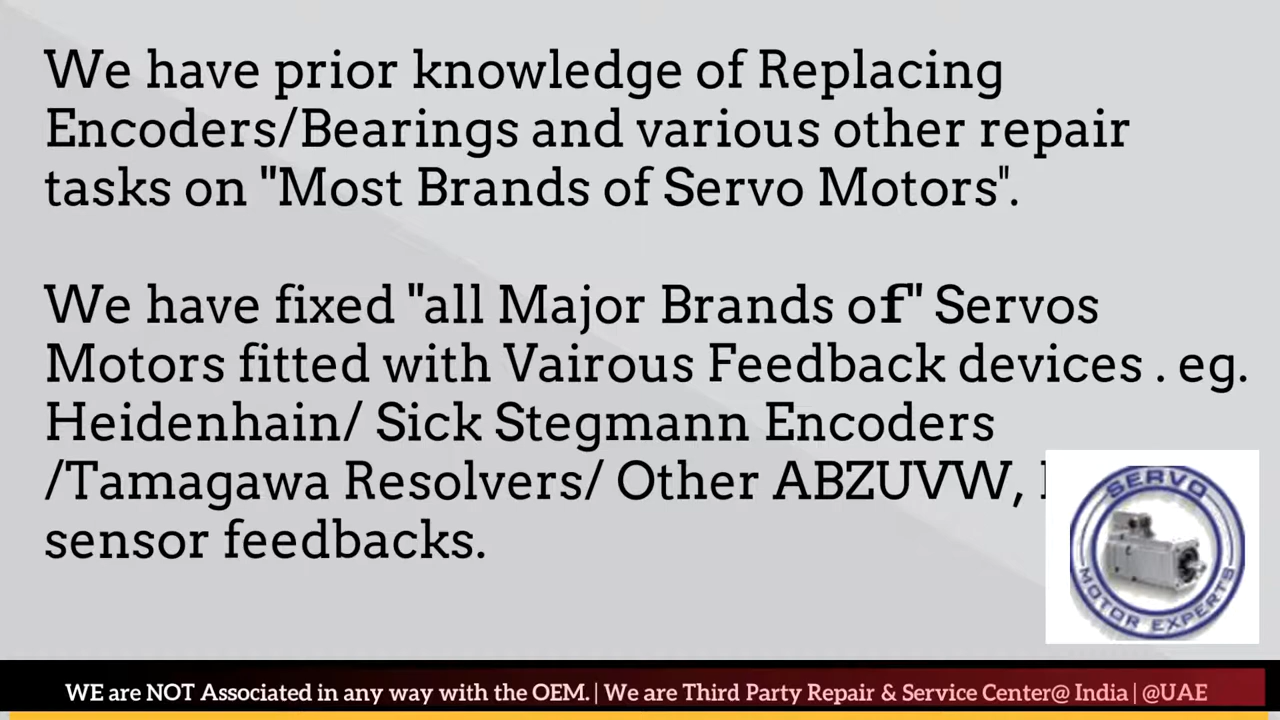 We have prior knowledge of Replacing
Encoders/Bearings and various other repair
tasks on "Most Brands of Servo Motors".
We have fixed "all Major Brands of" Servos
Motors fitted with Vairous Feedback devices . eg.
Heidenhain/ Sick Stegmann Encoders
/Tamagawa Resolvers/ Other ABZUVW,
sensor feedbacks.
SERVO
MOTOR EXPERTS
WE are NOT Associated in any way with the OEM. | We are Third Party Repair & Service Center@ India | @UAE